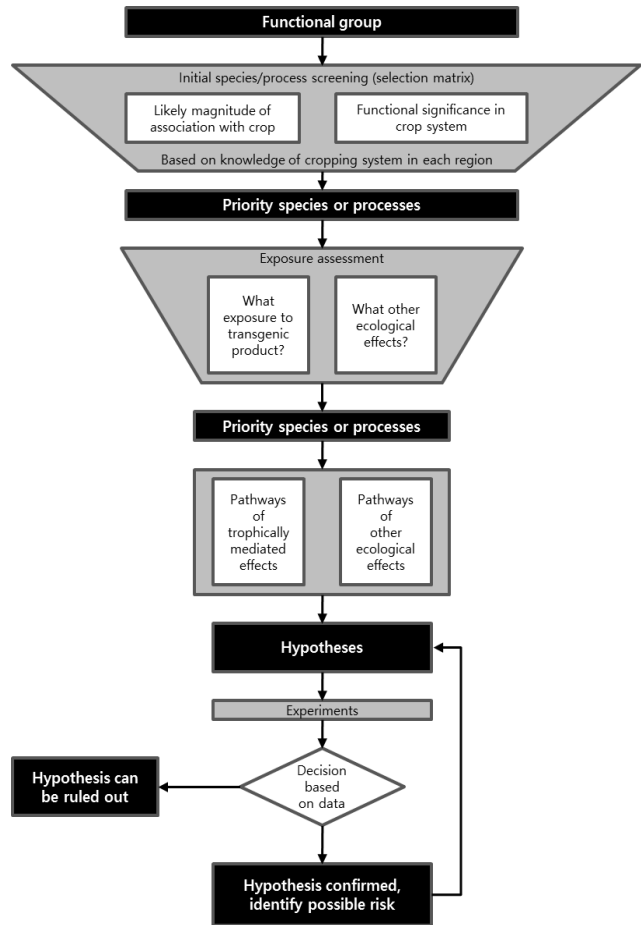 Functional group
Initial species/process screening (selection matrix)
Likely magnitude of
association with crop
Functional significance in
crop system
Based on knowledge of cropping system in each region
Priority species or processes
Exposure assessment
What
exposure to
transgenic
product?
What other
ecological
effects?
Priority species or processes
Pathways
of
trophically
mediated
effects
Pathways
of
other
ecological
effects
Hypotheses
Experiments
Decision
based
on data
Hypothesis can
be ruled out
Hypothesis confirmed,
identify possible risk